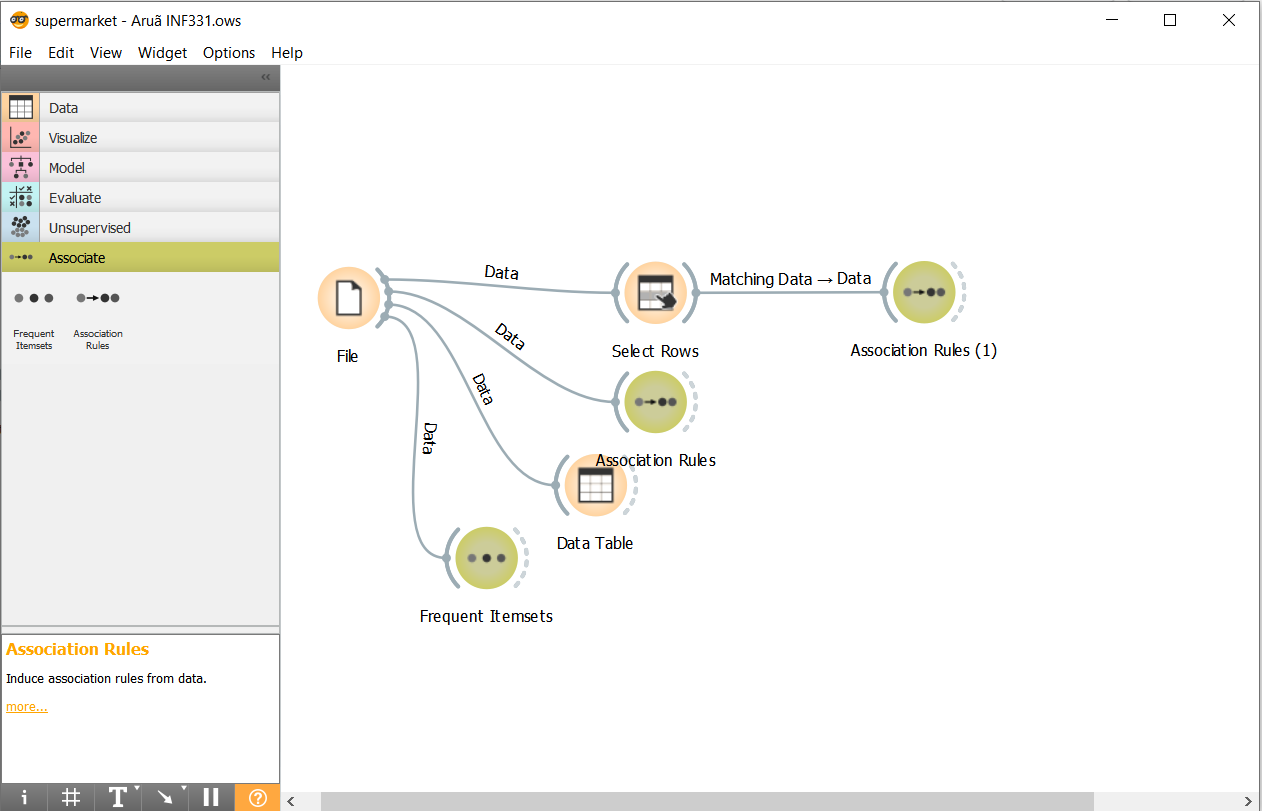 supermarket - Aruã INF331.ows
File Edit View Widget Options Help
Data
Visualize
Model
Evaluate
Unsupervised
Associate
Frequent
Itemsets
Association
Rules
Data
Matching Data → Data
File
Select Rows
Association Rules (1)
Data
Data
Data
Association Rules
Data Table
Frequent Itemsets
Association Rules
Induce association rules from data.
more...